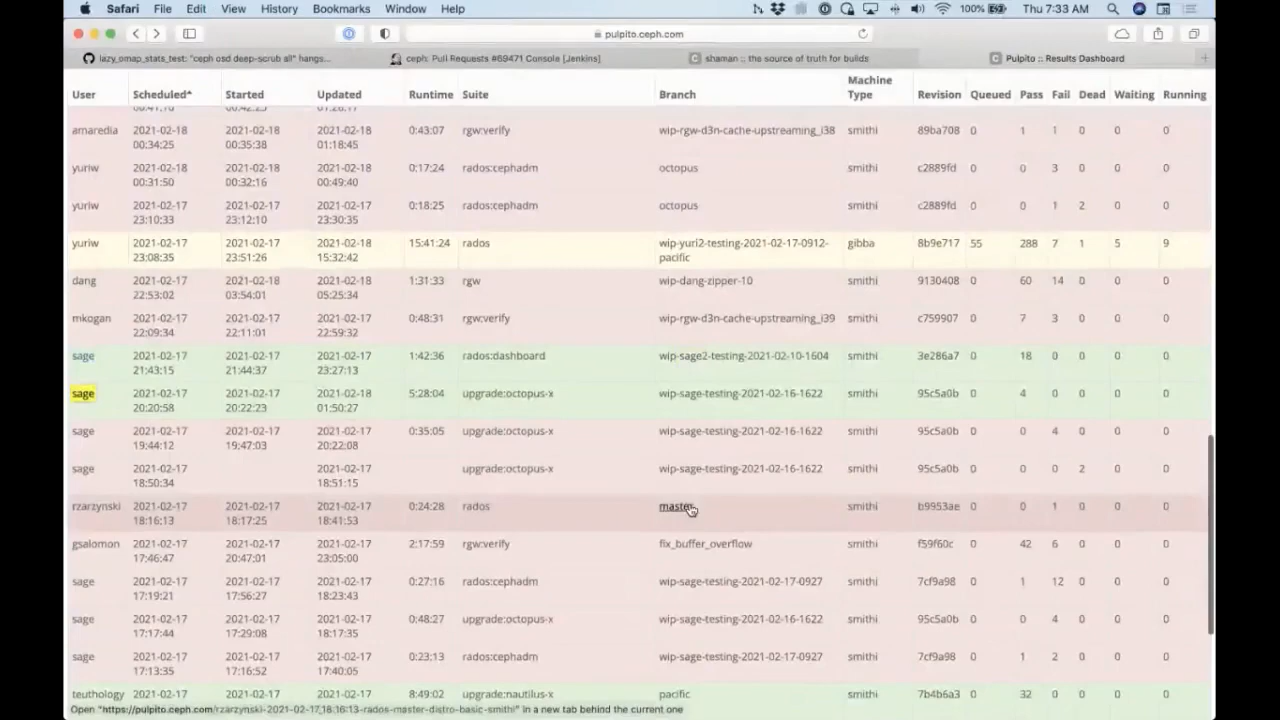 Safari File Edit View History Bookmarks Window Help 100% Thu 7:33 AM
pulpito.ceph.com
lazy_omap_stats_test: "ceph osd deep-scrub all" hangs... ceph: Pull Requests #69471 Console [Jenkins] shaman :: the source of truth for builds Pulpito :: Results Dashboard
User Scheduled^ Started Updated Runtime Suite Branch Machine Type Revision Queued Pass Fail Dead Waiting Running
amaredia 2021-02-18 2021-02-18 2021-02-18 0:43:07 rgw:verify wip-rgw-d3n-cache-upstreaming_i38 smithi 89ba708 0 1 1 0 0 0
00:34:25 00:35:38 01:18:45
yuriw 2021-02-18 2021-02-18 2021-02-18 0:17:24 rados:cephadm octopus smithi c2889fd 0 0 3 0 0 0
00:31:50 00:32:16 00:49:40
yuriw 2021-02-17 2021-02-17 2021-02-17 0:18:25 rados:cephadm octopus smithi c2889fd 0 0 1 2 0 0
23:10:33 23:12:10 23:30:35
yuriw 2021-02-17 2021-02-17 2021-02-18 15:41:24 rados wip-yuri2-testing-2021-02-17-0912- gibba 8b9e717 55 288 7 1 5 9
23:08:35 23:51:26 15:32:42 pacific
dang 2021-02-17 2021-02-18 2021-02-18 1:31:33 rgw wip-dang-zipper-10 smithi 9130408 0 60 14 0 0 0
22:53:02 03:54:01 05:25:34
mkogan 2021-02-17 2021-02-17 2021-02-17 0:48:31 rgw:verify wip-rgw-d3n-cache-upstreaming_i39 smithi c759907 0 7 3 0 0 0
22:09:34 22:11:01 22:59:32
sage 2021-02-17 2021-02-17 2021-02-17 1:42:36 rados:dashboard wip-sage2-testing-2021-02-10-1604 smithi 3e286a7 0 18 0 0 0 0
21:43:15 21:44:37 23:27:13
sage 2021-02-17 2021-02-17 2021-02-18 5:28:04 upgrade:octopus-x wip-sage-testing-2021-02-16-1622 smithi 95c5a0b 0 4 0 0 0 0
20:20:58 20:22:23 01:50:27
sage 2021-02-17 2021-02-17 2021-02-17 0:35:05 upgrade:octopus-x wip-sage-testing-2021-02-16-1622 smithi 95c5a0b 0 0 4 0 0 0
19:44:12 19:47:03 20:22:08
sage 2021-02-17 2021-02-17 upgrade:octopus-x wip-sage-testing-2021-02-16-1622 smithi 95c5a0b 0 0 0 2 0 0
18:50:34 18:51:15
rzarzynski 2021-02-17 2021-02-17 2021-02-17 0:24:28 rados master smithi b9953ae 0 0 1 0 0 0
18:16:13 18:17:25 18:41:53
gsalomon 2021-02-17 2021-02-17 2021-02-17 2:17:59 rgw:verify fix_buffer_overflow smithi f59f60c 0 42 6 0 0 0
17:46:47 20:47:01 23:05:00
sage 2021-02-17 2021-02-17 2021-02-17 0:27:16 rados:cephadm wip-sage-testing-2021-02-17-0927 smithi 7cf9a98 0 1 12 0 0 0
17:19:21 17:56:27 18:23:43
sage 2021-02-17 2021-02-17 2021-02-17 0:48:27 upgrade:octopus-x wip-sage-testing-2021-02-16-1622 smithi 95c5a0b 0 0 4 0 0 0
17:17:44 17:29:08 18:17:35
sage 2021-02-17 2021-02-17 2021-02-17 0:23:13 rados:cephadm wip-sage-testing-2021-02-17-0927 smithi 7cf9a98 0 1 2 0 0 0
17:13:35 17:16:52 17:40:05
teuthology 2021-02-17 2021-02-17 2021-02-17 8:49:02 upgrade:nautilus-x pacific smithi 7b4b6a3 0 32 0 0 0 0
Open "https://pulpito.ceph.com/rzarzynski-2021-02-17_18:16:13-rados-master-distro-basic-smithi" in a new tab behind the current one